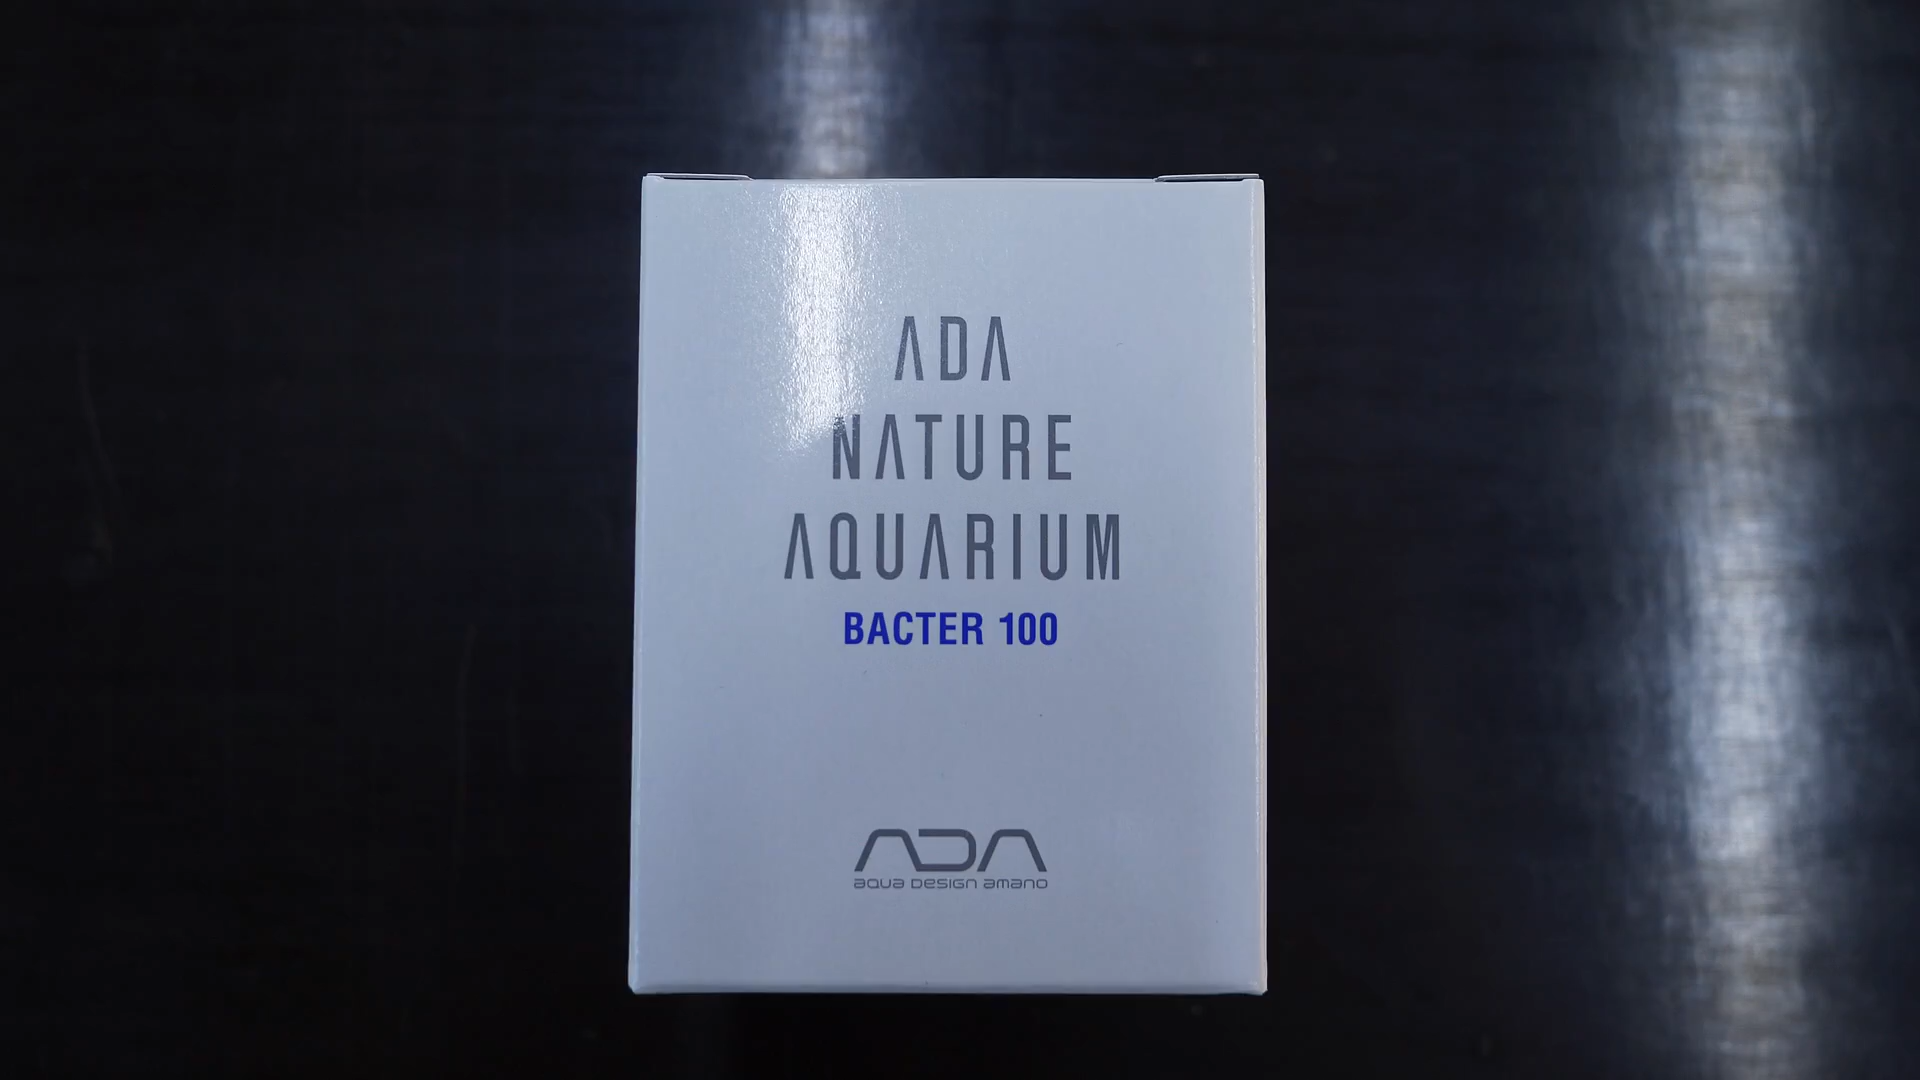 ADA
NATURE
AQUARIUM
BACTER 100
ADA
aqua design amano